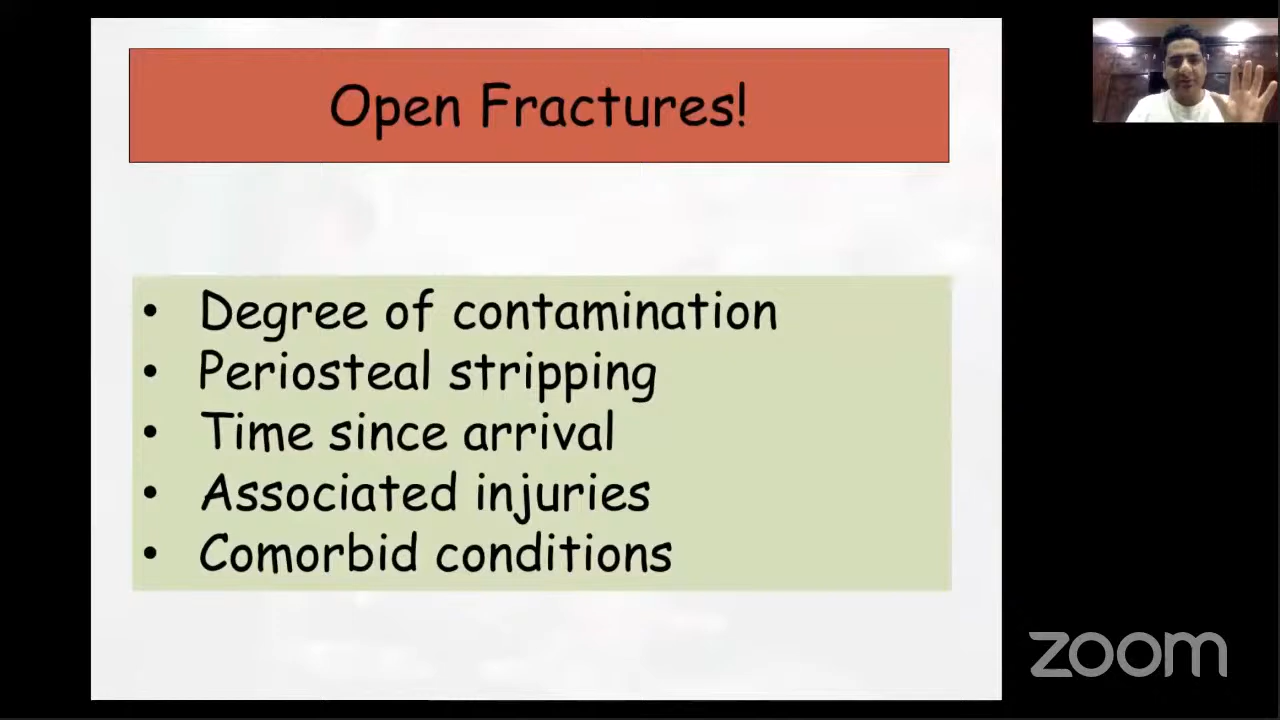 Open Fractures!
• Degree of contamination
• Periosteal stripping
• Time since arrival
• Associated injuries
• Comorbid conditions
zoom